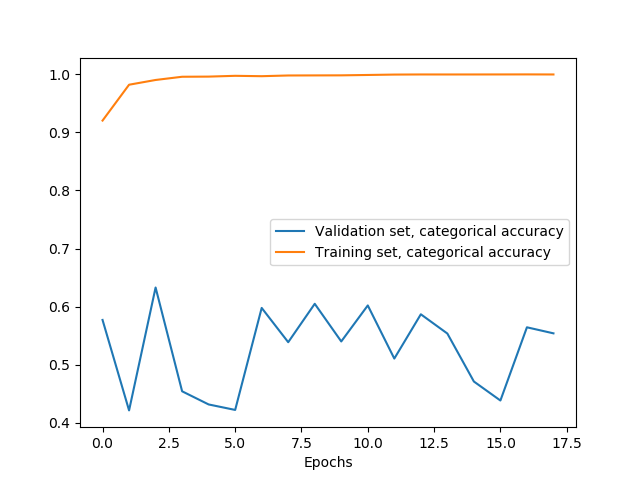 1.0
0.9
0.8
0.7
0.6
0.5
0.4
Validation set, categorical accuracy
Training set, categorical accuracy
0.0 2.5 5.0 7.5 10.0 12.5 15.0 17.5
Epochs